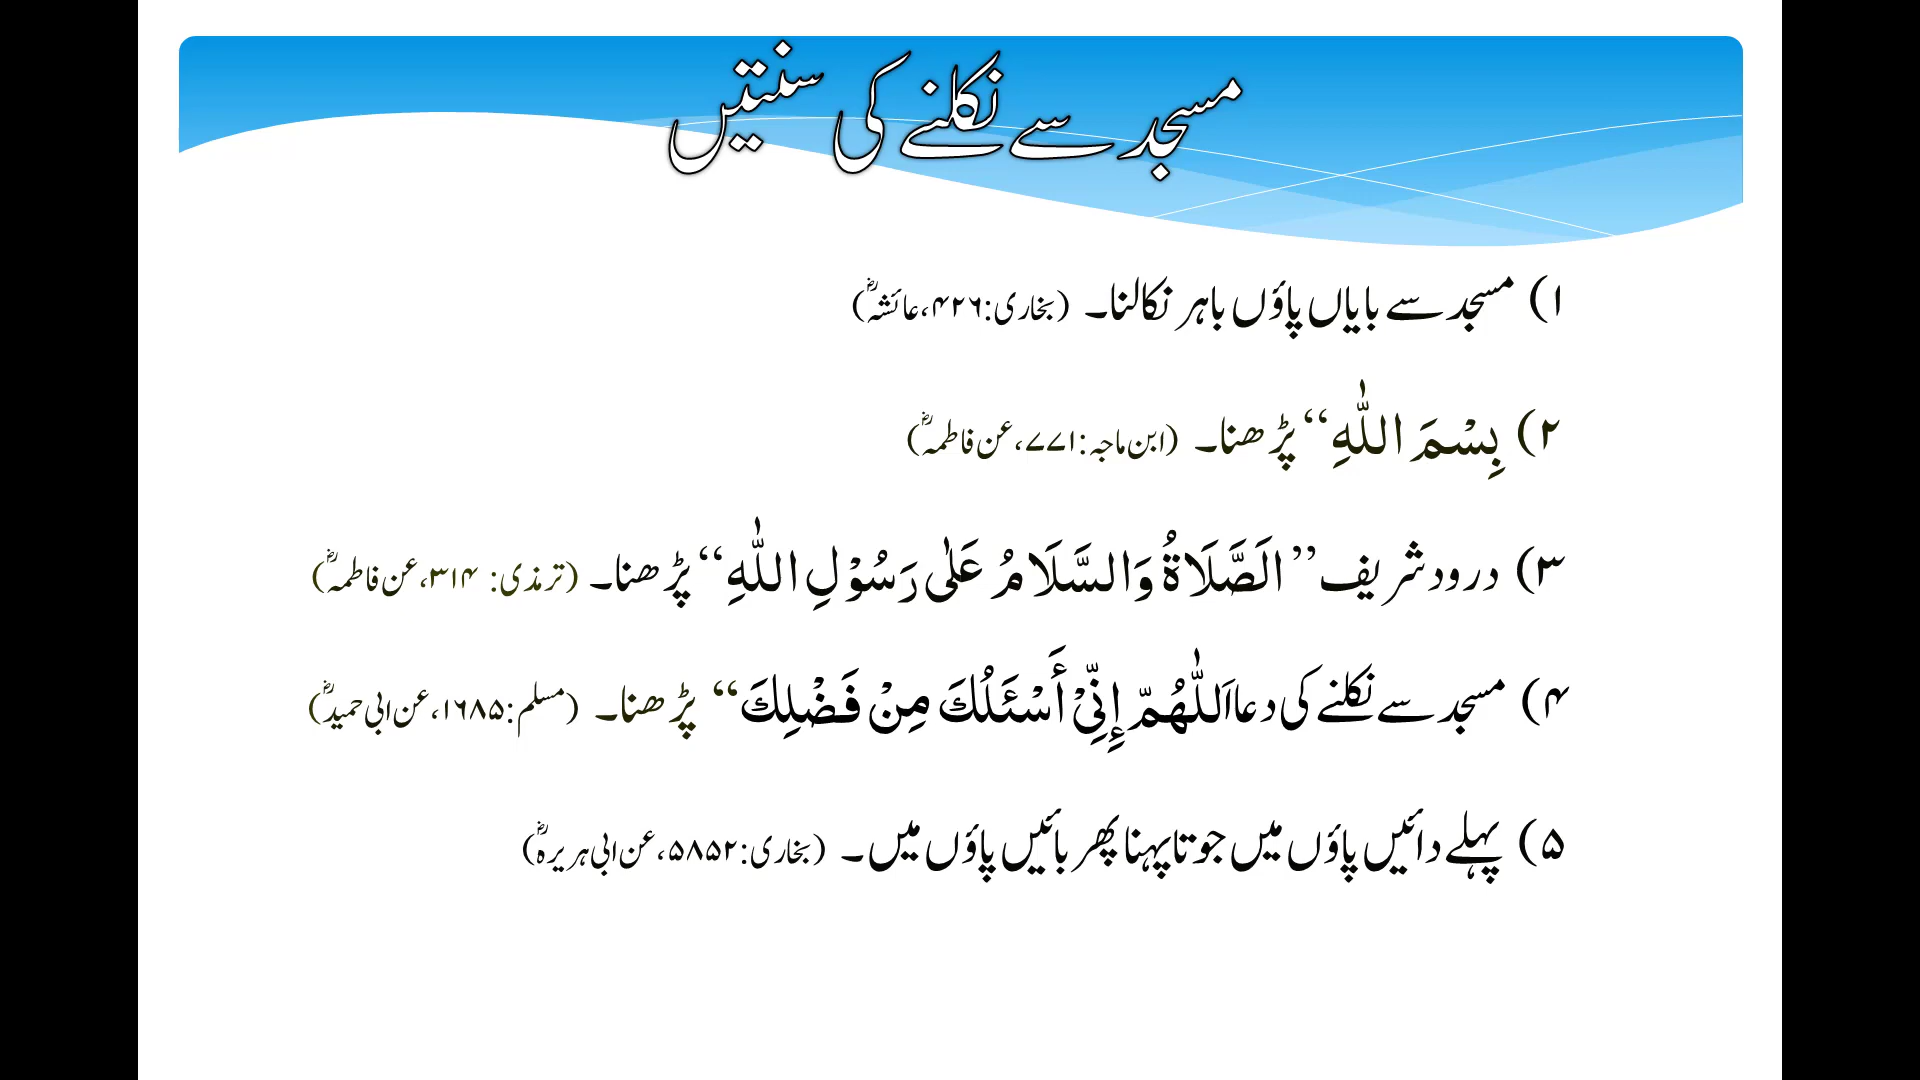 مسجد سے نکلنے کی سنتیں
۱) مسجد سے بایاں پاؤں باہر نکالنا۔ (بخاری:۴۲۶،عائشہؓ)
۲) بِسْمَ اللّٰهِ“ پڑھنا۔ (ابن ماجہ:۷۷۱،عن فاطمہؓ)
۳) درود شریف ”اَلصَّلَاةُ وَالسَّلَامُ عَلٰی رَسُوْلِ اللّٰهِ“ پڑھنا۔ (ترمذی: ۳۱۴،عن فاطمہؓ)
۴) مسجد سے نکلنے کی دعا اَللّٰهُمّ إِنِّیْ أَسْئَلُكَ مِنْ فَضْلِكَ“ پڑھنا۔ (مسلم:۱۶۸۵،عن ابی حمیدؓ)
۵) پہلے دائیں پاؤں میں جوتا پہنا پھر بائیں پاؤں میں۔ (بخاری:۵۸۵۲،عن ابی ہریرہؓ)